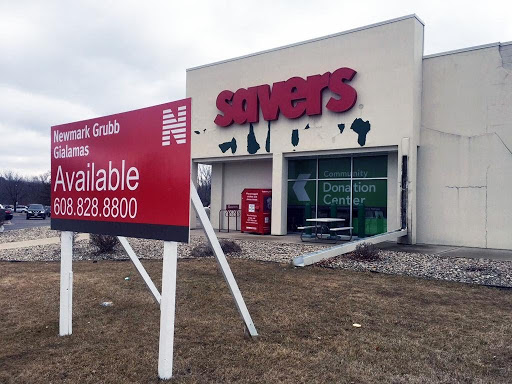 Newmark Grubb
Gialamas
N
Available
608.828.8800
savers
Community
Donation
Center